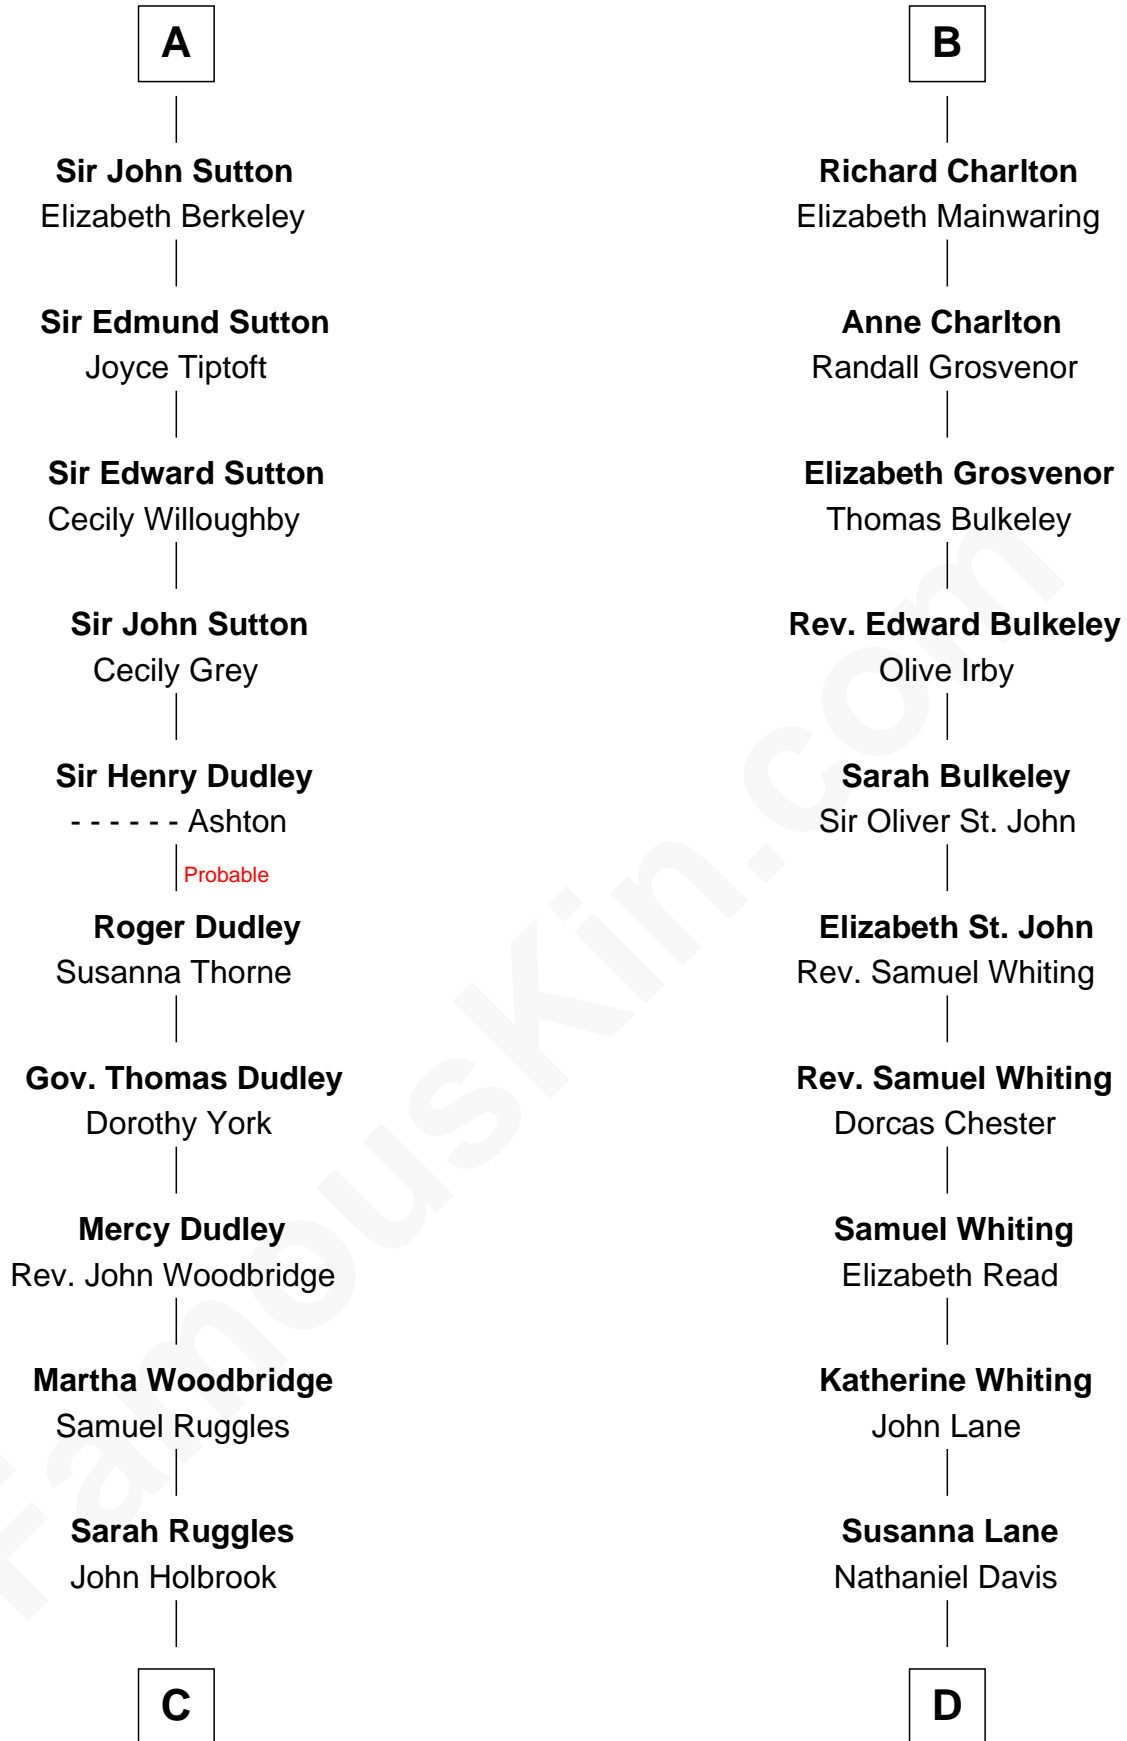 A
Sir John Sutton
Elizabeth Berkeley
Sir Edmund Sutton
Joyce Tiptoft
Sir Edward Sutton
Cecily Willoughby
Sir John Sutton
Cecily Grey
Sir Henry Dudley
- - - - - - Ashton
Probable
Roger Dudley
Susanna Thorne
Gov. Thomas Dudley
Dorothy York
Mercy Dudley
Rev. John Woodbridge
Martha Woodbridge
Samuel Ruggles
Sarah Ruggles
John Holbrook
C
B
Richard Charlton
Elizabeth Mainwaring
Anne Charlton
Randall Grosvenor
Elizabeth Grosvenor
Thomas Bulkeley
Rev. Edward Bulkeley
Olive Irby
Sarah Bulkeley
Sir Oliver St. John
Elizabeth St. John
Rev. Samuel Whiting
Rev. Samuel Whiting
Dorcas Chester
Samuel Whiting
Elizabeth Read
Katherine Whiting
John Lane
Susanna Lane
Nathaniel Davis
D
FamousKin.com